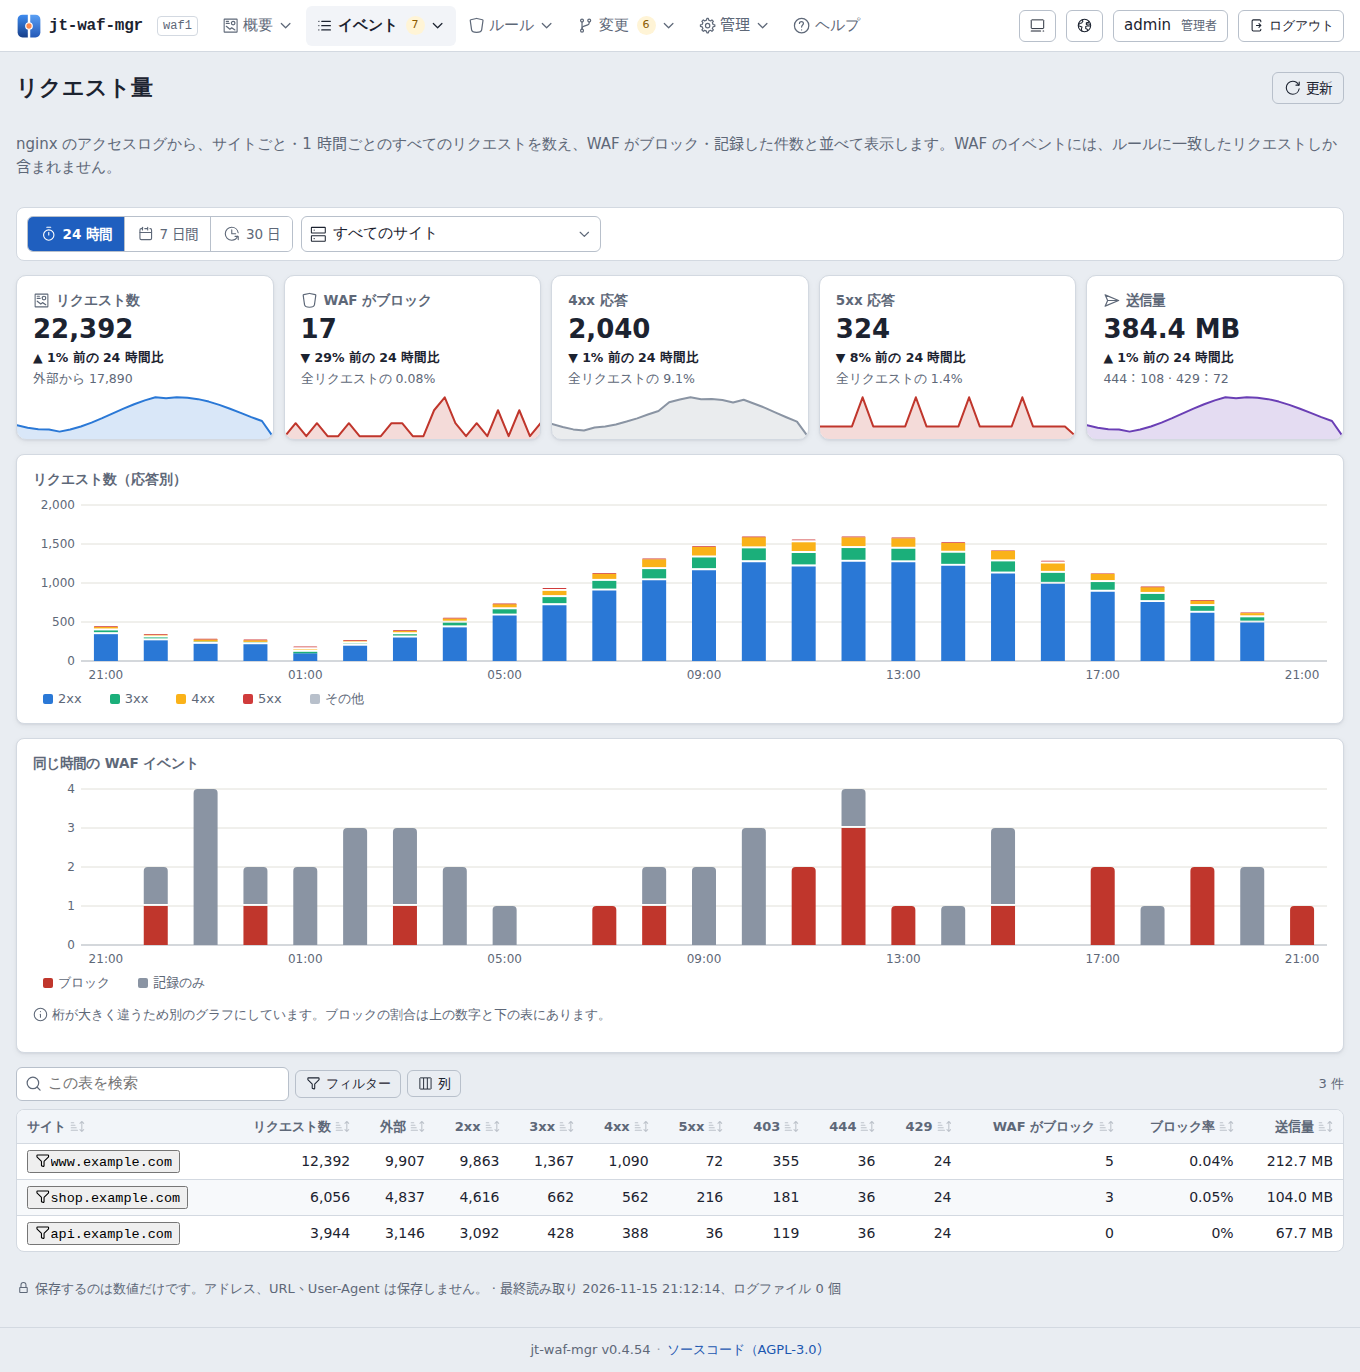 jt-waf-mgr waf1 概要 イベント 7 ルール 変更 6 管理 ヘルプ admin 管理者 ログアウト
リクエスト量 更新
nginx のアクセスログから、サイトごと・1 時間ごとのすべてのリクエストを数え、WAF がブロック・記録した件数と並べて表示します。WAF のイベントには、ルールに一致したリクエストしか
含まれません。
24 時間 7 日間 30 日 すべてのサイト
リクエスト数 WAF がブロック 4xx 応答 5xx 応答 送信量
22,392 17 2,040 324 384.4 MB
▲ 1% 前の 24 時間比 ▼ 29% 前の 24 時間比 ▼ 1% 前の 24 時間比 ▼ 8% 前の 24 時間比 ▲ 1% 前の 24 時間比
外部から 17,890 全リクエストの 0.08% 全リクエストの 9.1% 全リクエストの 1.4% 444：108 · 429：72
リクエスト数（応答別）
2,000
1,500
1,000
500
0
21:00 01:00 05:00 09:00 13:00 17:00 21:00
2xx 3xx 4xx 5xx その他
同じ時間の WAF イベント
4
3
2
1
0
21:00 01:00 05:00 09:00 13:00 17:00 21:00
ブロック 記録のみ
桁が大きく違うため別のグラフにしています。ブロックの割合は上の数字と下の表にあります。
この表を検索 フィルター 列 3 件
サイト リクエスト数 外部 2xx 3xx 4xx 5xx 403 444 429 WAF がブロック ブロック率 送信量
www.example.com 12,392 9,907 9,863 1,367 1,090 72 355 36 24 5 0.04% 212.7 MB
shop.example.com 6,056 4,837 4,616 662 562 216 181 36 24 3 0.05% 104.0 MB
api.example.com 3,944 3,146 3,092 428 388 36 119 36 24 0 0% 67.7 MB
保存するのは数値だけです。アドレス、URL、User-Agent は保存しません。 · 最終読み取り 2026-11-15 21:12:14、ログファイル 0 個
jt-waf-mgr v0.4.54 · ソースコード（AGPL-3.0）